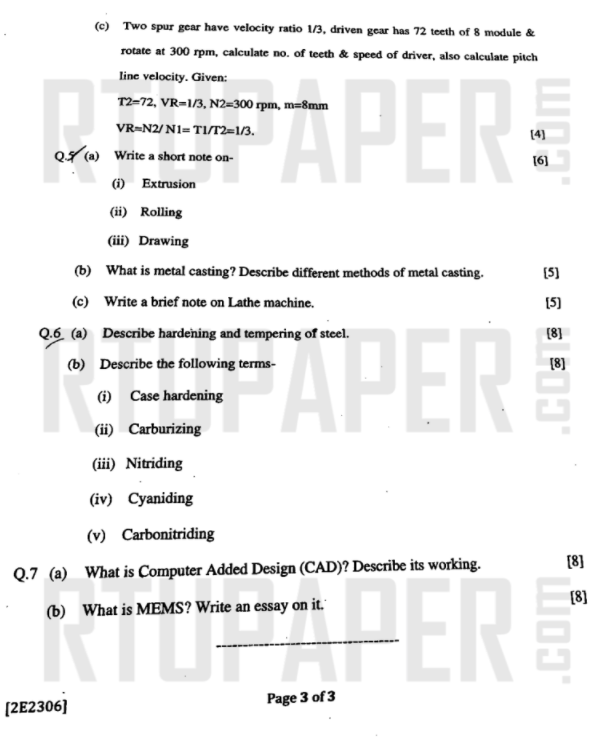 (c) Two spur gear have velocity ratio 1/3, driven gear has 72 teeth of 8 module &
rotate at 300 rpm, calculate no. of teeth & speed of driver, also calculate pitch
line velocity. Given:
T2=72, VR=1/3, N2=300 rpm, m=8mm
VR=N2/ N1= T1/T2=1/3. [4]
Q.5 (a) Write a short note on- [6]
(i) Extrusion
(ii) Rolling
(iii) Drawing
(b) What is metal casting? Describe different methods of metal casting. [5]
(c) Write a brief note on Lathe machine. [5]
Q.6 (a) Describe hardening and tempering of steel. [8]
(b) Describe the following terms- [8]
(i) Case hardening
(ii) Carburizing
(iii) Nitriding
(iv) Cyaniding
(v) Carbonitriding
Q.7 (a) What is Computer Added Design (CAD)? Describe its working. [8]
(b) What is MEMS? Write an essay on it. [8]
[2E2306] Page 3 of 3
RTUPAPER.com
RTUPAPER.com
RTUPAPER.com